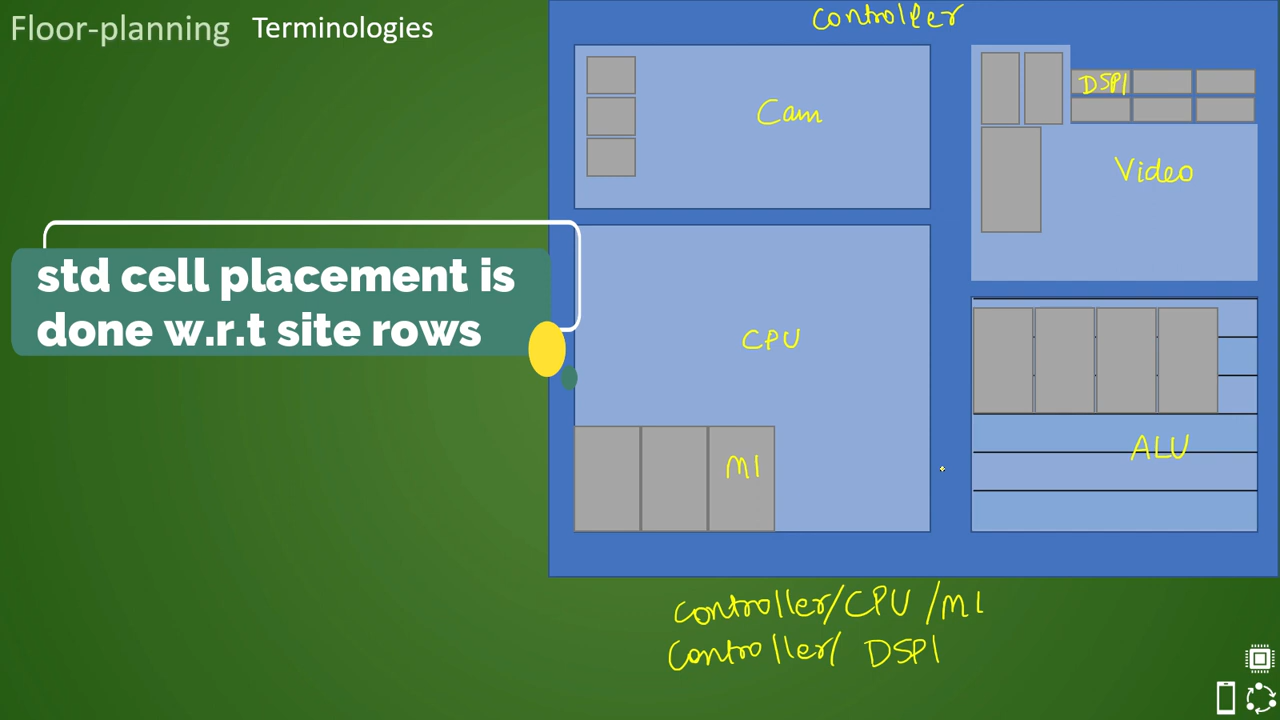 Floor-planning Terminologies
controller
Cam
DSP1
Video
std cell placement is
done w.r.t site rows
CPU
M1
ALU
controller/CPU/M1
controller/ DSP1